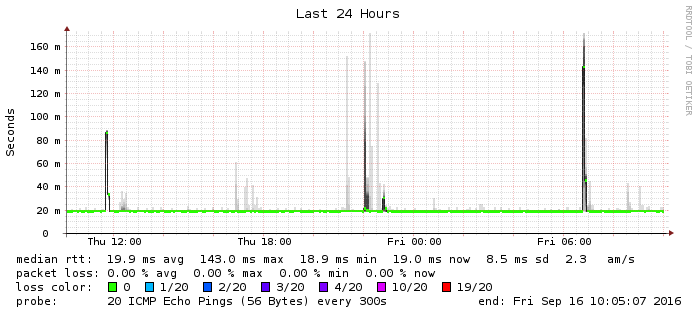 Last 24 Hours
RRDTOOL / TOBI OETIKER
Seconds
160 m
140 m
120 m
100 m
80 m
60 m
40 m
20 m
0
Thu 12:00 Thu 18:00 Fri 00:00 Fri 06:00
median rtt: 19.9 ms avg 143.0 ms max 18.9 ms min 19.0 ms now 8.5 ms sd 2.3 am/s
packet loss: 0.00 % avg 0.00 % max 0.00 % min 0.00 % now
loss color: 0 1/20 2/20 3/20 4/20 10/20 19/20
probe: 20 ICMP Echo Pings (56 Bytes) every 300s end: Fri Sep 16 10:05:07 2016